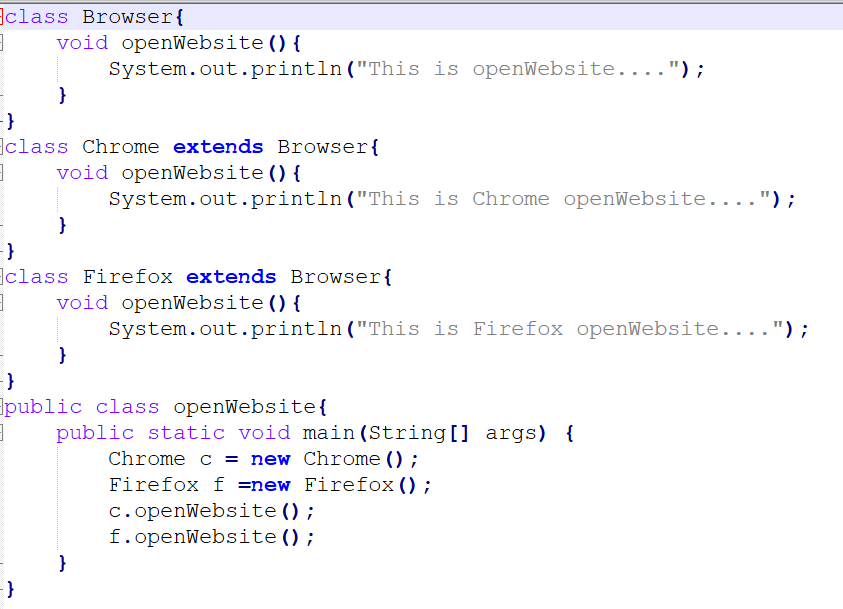 class Browser{
    void openWebsite(){
        System.out.println("This is openWebsite....");
    }
}
class Chrome extends Browser{
    void openWebsite(){
        System.out.println("This is Chrome openWebsite....");
    }
}
class Firefox extends Browser{
    void openWebsite(){
        System.out.println("This is Firefox openWebsite....");
    }
}
public class openWebsite{
    public static void main(String[] args) {
        Chrome c = new Chrome();
        Firefox f =new Firefox();
        c.openWebsite();
        f.openWebsite();
    }
}